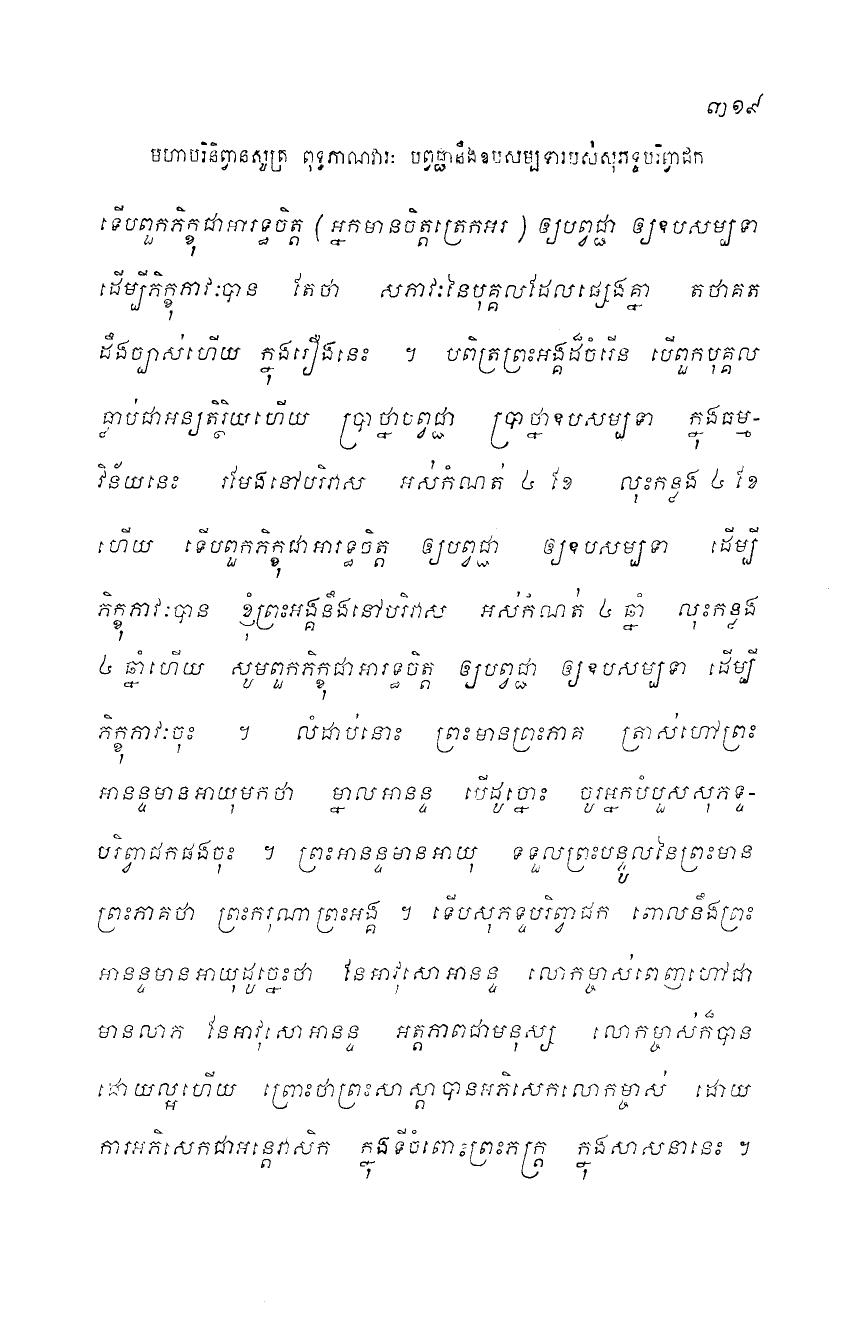 ៣១៩
មហាបរិនិព្វានសូត្រ ពុទ្ធភាណវារៈ បព្វជ្ជានឹងឧបសម្បទារបស់សុភទ្ទបរិព្វាជក
ទើបពួកភិក្ខុជាអារទ្ធចិត្ត (អ្នកមានចិត្តត្រេកអរ) ឲ្យបព្វជ្ជា ឲ្យឧបសម្បទា
ដើម្បីភិក្ខុភាវៈបាន តែថា សភាវៈនៃបុគ្គលដែលផ្សេងគ្នា តថាគត
ដឹងច្បាស់ហើយ ក្នុងរឿងនេះ ។ បពិត្រព្រះអង្គដ៏ចំរើន បើពួកបុគ្គល
ធ្លាប់ជាអន្យតិរ្ថិយហើយ ប្រាថ្នាបព្វជ្ជា ប្រាថ្នាឧបសម្បទា ក្នុងធម្ម-
វិន័យនេះ រមែងនៅបរិវាស អស់កំណត់ ៤ ខែ លុះកន្លង ៤ ខែ
ហើយ ទើបពួកភិក្ខុជាអារទ្ធចិត្ត ឲ្យបព្វជ្ជា ឲ្យឧបសម្បទា ដើម្បី
ភិក្ខុភាវៈបាន ខ្ញុំព្រះអង្គនឹងនៅបរិវាស អស់កំណត់ ៤ ឆ្នាំ លុះកន្លង
៤ ឆ្នាំហើយ សូមពួកភិក្ខុជាអារទ្ធចិត្ត ឲ្យបព្វជ្ជា ឲ្យឧបសម្បទា ដើម្បី
ភិក្ខុភាវៈចុះ ។ លំដាប់នោះ ព្រះមានព្រះភាគ ត្រាស់ហៅព្រះ
អានន្ទមានអាយុមកថា ម្នាលអានន្ទ បើដូច្នោះ ចូរអ្នកបំបួសសុភទ្ទ-
បរិព្វាជកផងចុះ ។ ព្រះអានន្ទមានអាយុ ទទួលព្រះបន្ទូលនៃព្រះមាន
ព្រះភាគថា ព្រះករុណាព្រះអង្គ ។ ទើបសុភទ្ទបរិព្វាជក ពោលនឹងព្រះ
អានន្ទមានអាយុដូច្នេះថា នែអាវុសោអានន្ទ លោកម្ចាស់ពេញហៅជា
មានលាភ នែអាវុសោអានន្ទ អត្តភាពជាមនុស្ស លោកម្ចាស់ក៏បាន
ដោយល្អហើយ ព្រោះថាព្រះសាស្តាបានអភិសេកលោកម្ចាស់ ដោយ
ការអភិសេកជាអន្តេវាសិក ក្នុងទីចំពោះព្រះភក្ត្រ ក្នុងសាសនានេះ ។